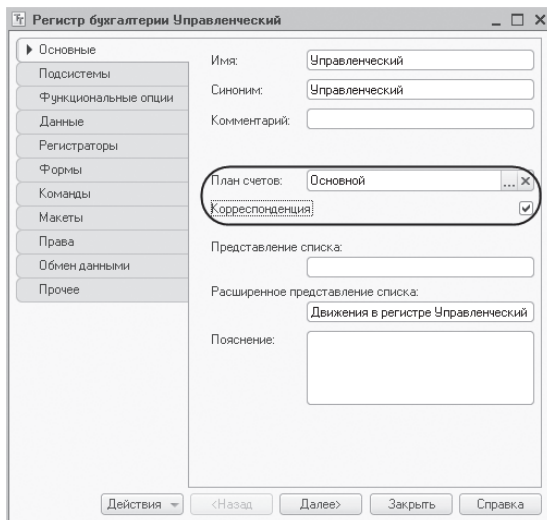 Регистр бухгалтерии Управленческий
Основные
Подсистемы
Функциональные опции
Данные
Регистраторы
Формы
Команды
Макеты
Права
Обмен данными
Прочее
Имя: Управленческий
Синоним: Управленческий
Комментарий:
План счетов: Основной ... ×
Корреспонденция
Представление списка:
Расширенное представление списка:
Движения в регистре Управленческий
Пояснение:
Действия <Назад Далее> Закрыть Справка